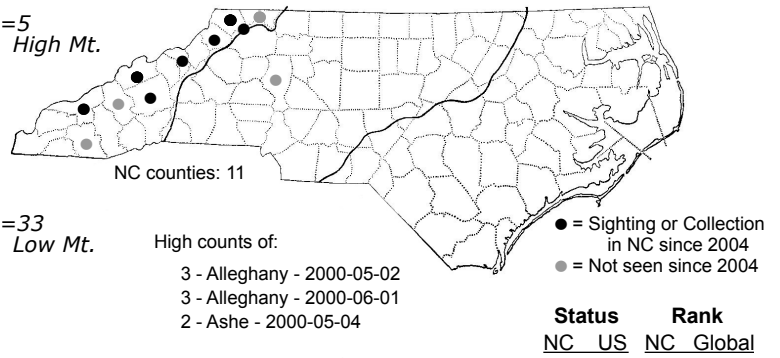 =5
High Mt.
NC counties: 11
=33
Low Mt.
High counts of:
3 - Alleghany - 2000-05-02
3 - Alleghany - 2000-06-01
2 - Ashe - 2000-05-04
● = Sighting or Collection
in NC since 2004
● = Not seen since 2004
Status Rank
NC US NC Global